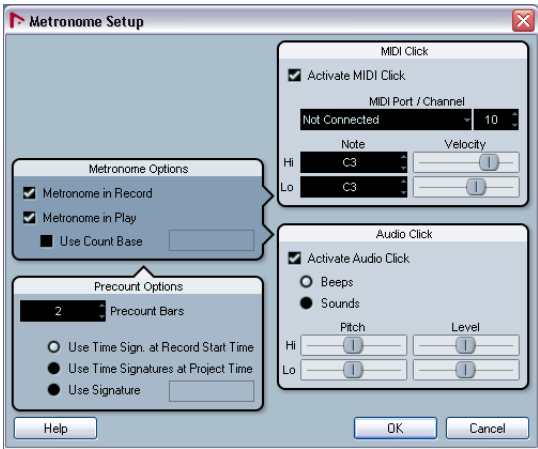 Metronome Setup
MIDI Click
Activate MIDI Click
MIDI Port / Channel
Not Connected 10
Note Velocity
Hi C3
Lo C3
Metronome Options
Metronome in Record
Metronome in Play
Use Count Base
Audio Click
Activate Audio Click
Beeps
Sounds
Pitch Level
Hi
Lo
Precount Options
2 Precount Bars
Use Time Sign. at Record Start Time
Use Time Signatures at Project Time
Use Signature
Help OK Cancel